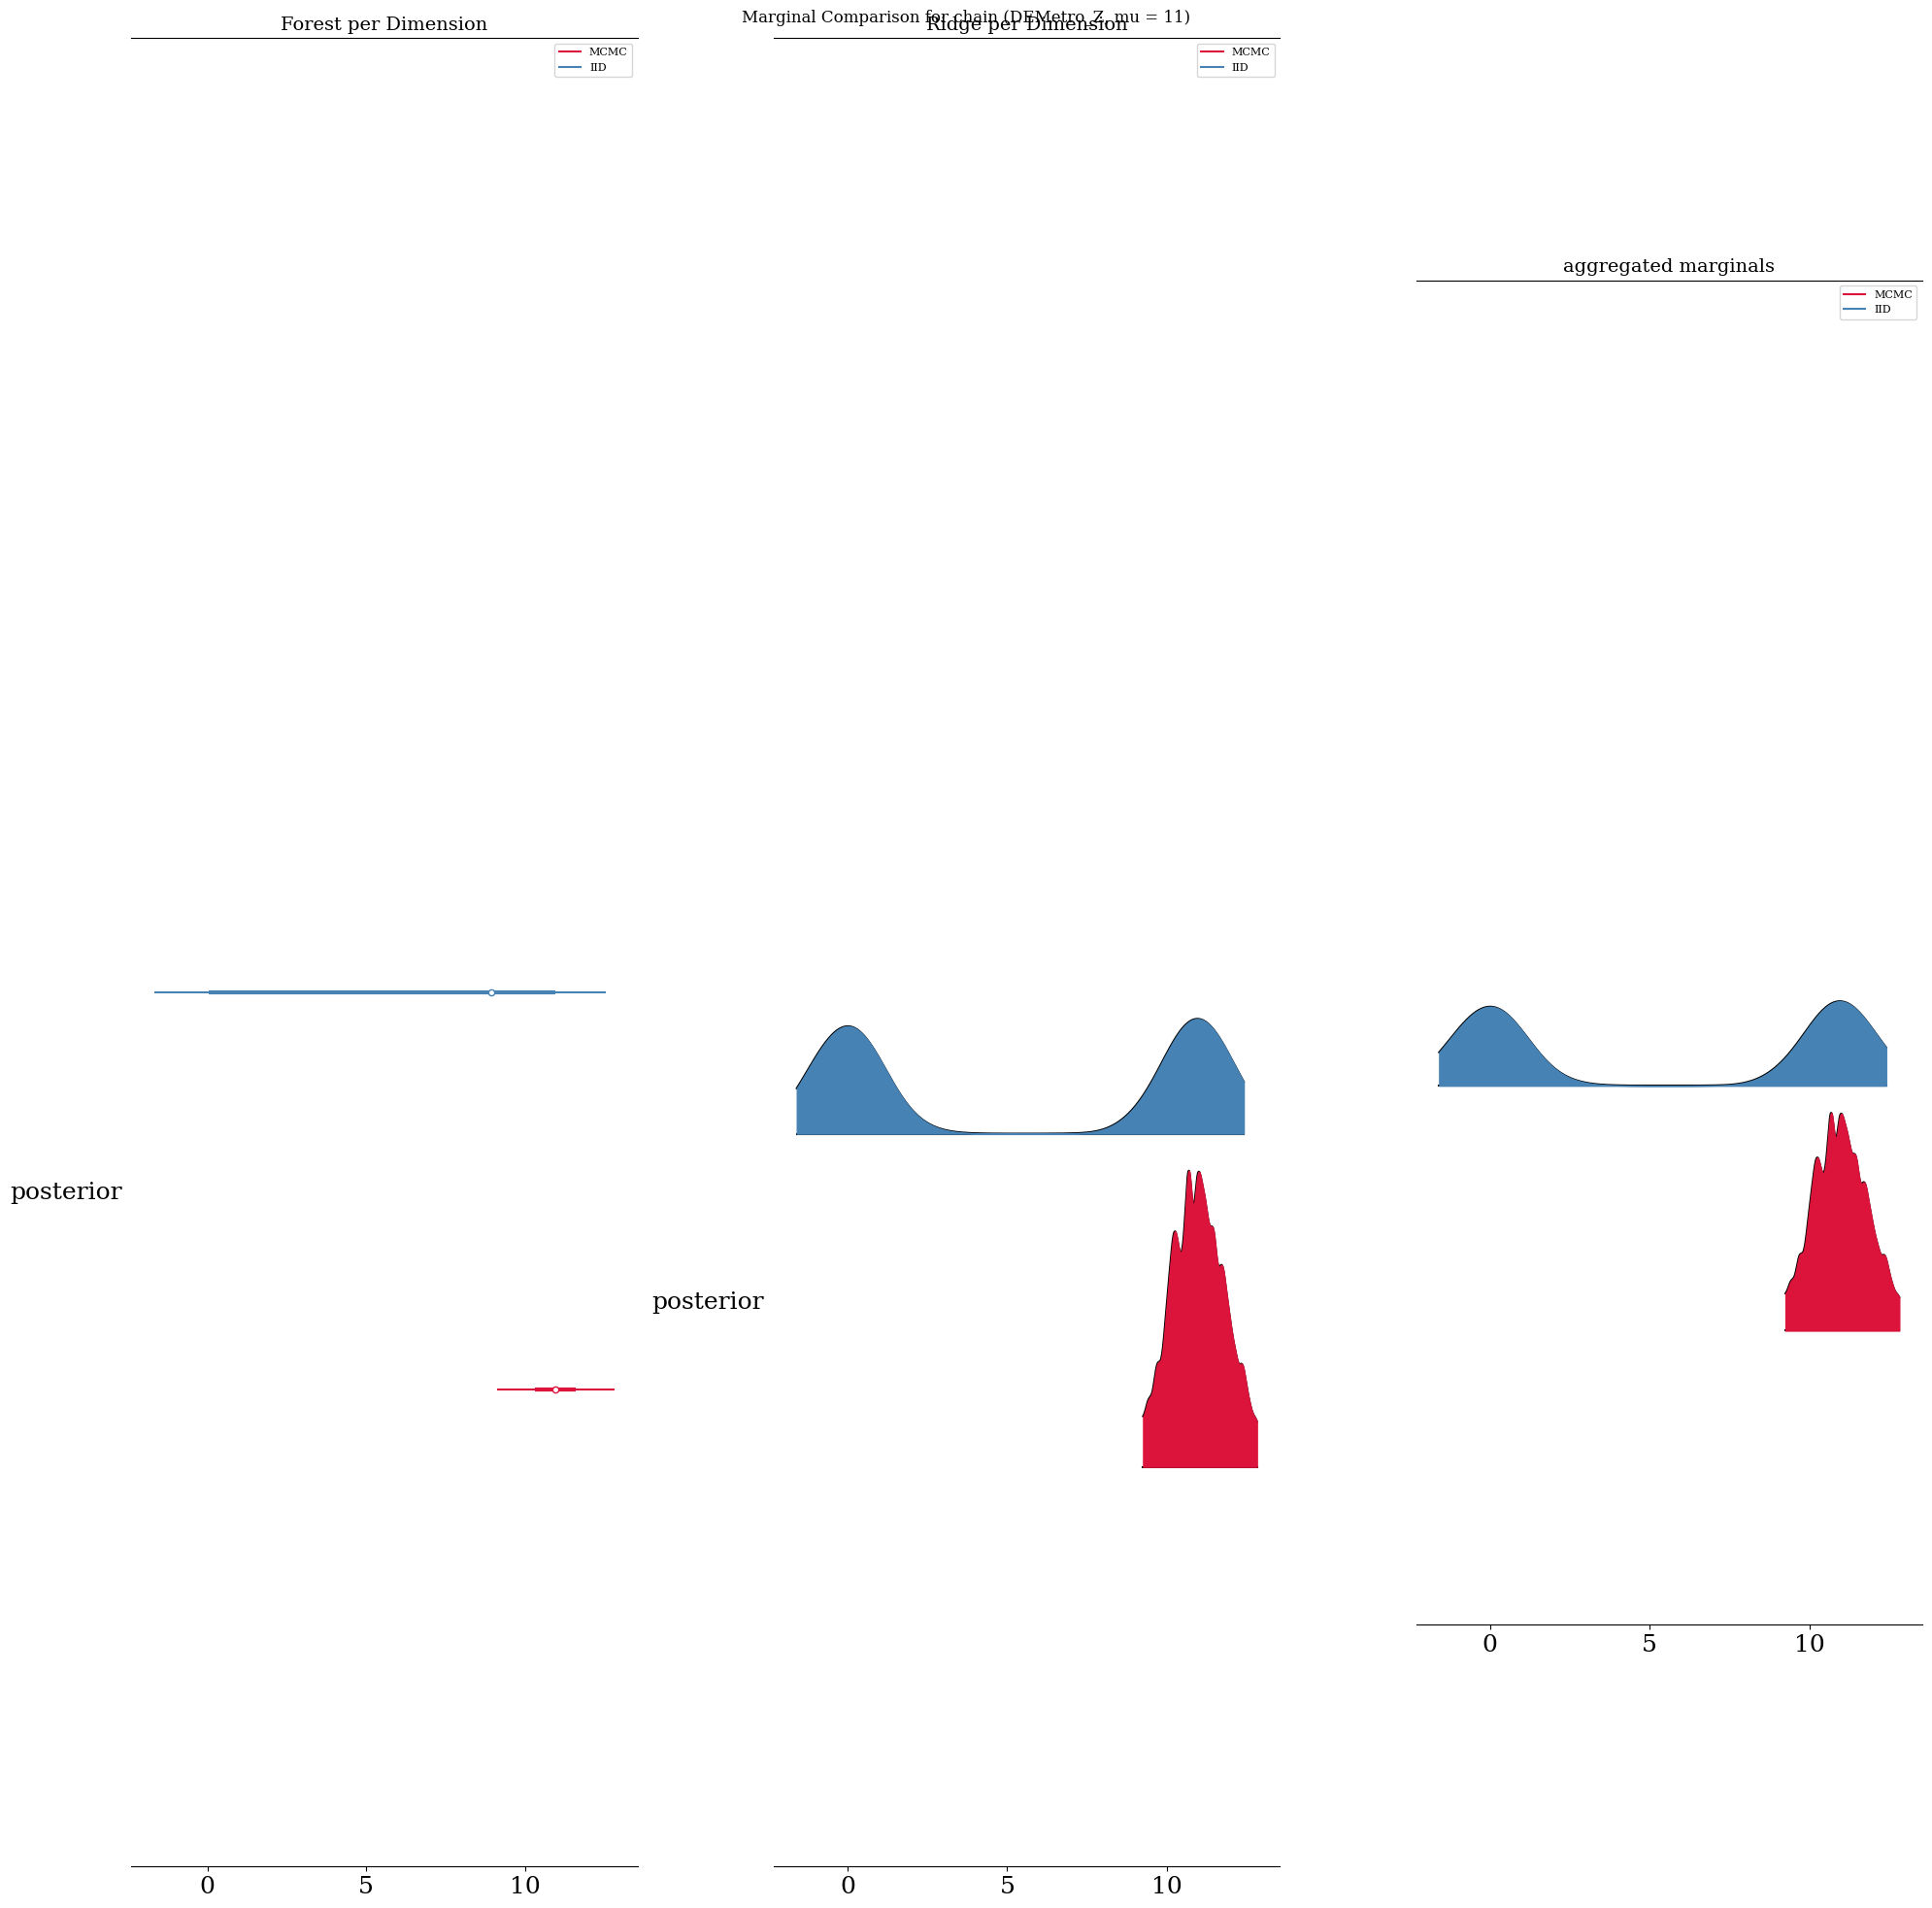 Marginal Comparison for chain (DEMetro_Z, mu = 11)
Forest per Dimension
MCMC
IID
posterior
0 5 10
Ridge per Dimension
MCMC
IID
posterior
0 5 10
aggregated marginals
MCMC
IID
0 5 10